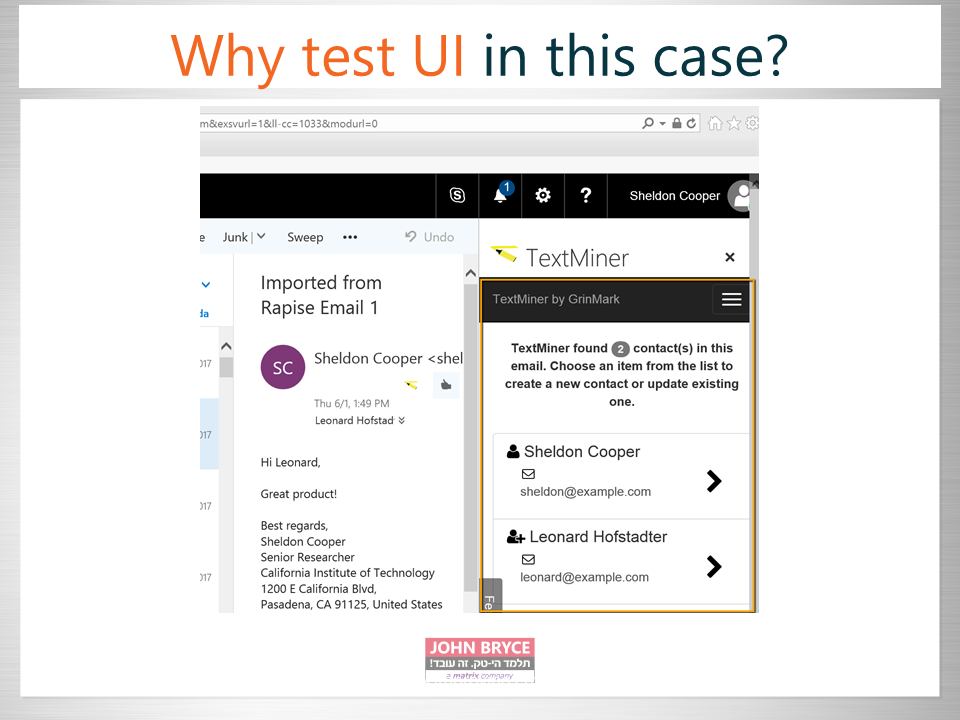 Why test UI in this case?
m&exsvurl=1&ll-cc=1033&modurl=0
1
Sheldon Cooper
Junk |
Sweep
•••
Undo
TextMiner
Imported from
Rapise Email 1
TextMiner by GrinMark
TextMiner found 2 contact(s) in this
email. Choose an item from the list to
create a new contact or update existing
one.
da
017
SC
Sheldon Cooper <shel
Thu 6/1, 1:49 PM
Leonard Hofstad
017
Hi Leonard,
Great product!
Best regards,
Sheldon Cooper
Senior Researcher
California Institute of Technology
1200 E California Blvd,
Pasadena, CA 91125, United States
017
017
Sheldon Cooper
sheldon@example.com
Leonard Hofstadter
leonard@example.com
Fe
JOHN BRYCE
תלמד היי-טק. זה עובד!
a matrix company